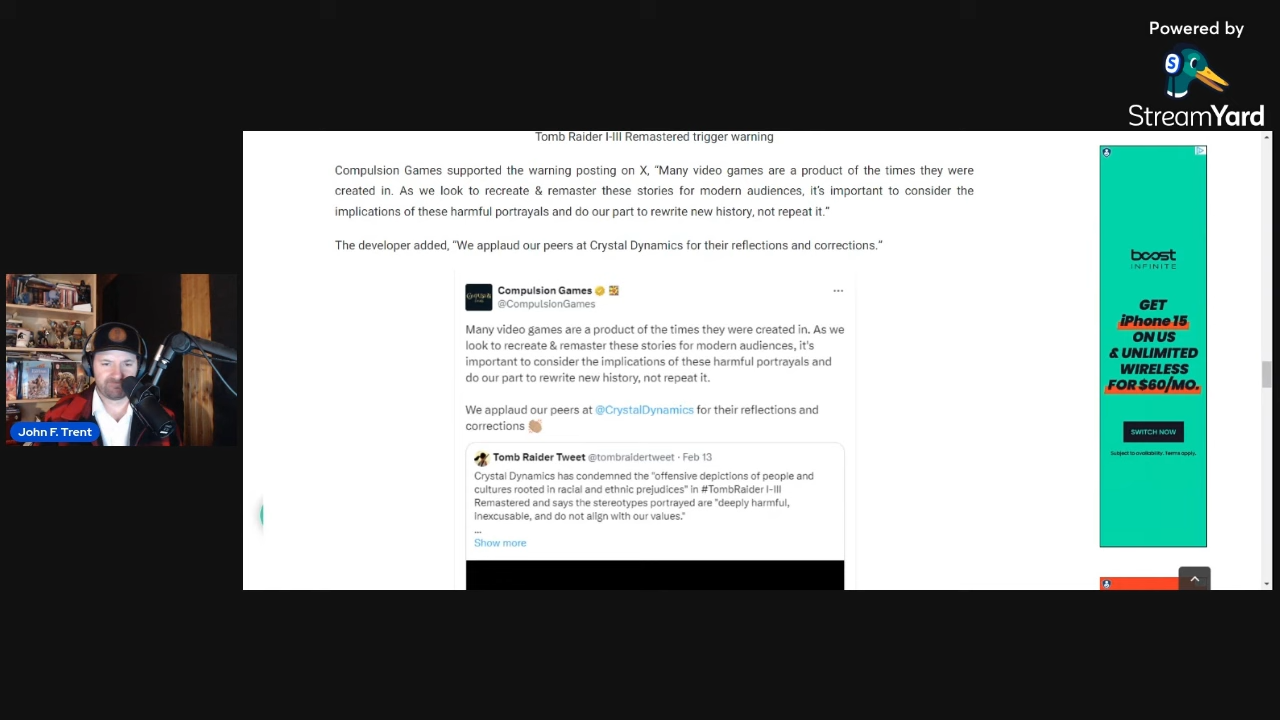 Powered by
StreamYard
Tomb Raider I-III Remastered trigger warning
Compulsion Games supported the warning posting on X, “Many video games are a product of the times they were
created in. As we look to recreate & remaster these stories for modern audiences, it’s important to consider the
implications of these harmful portrayals and do our part to rewrite new history, not repeat it.”
The developer added, “We applaud our peers at Crystal Dynamics for their reflections and corrections.”
Compulsion Games
@CompulsionGames
Many video games are a product of the times they were created in. As we
look to recreate & remaster these stories for modern audiences, it's
important to consider the implications of these harmful portrayals and
do our part to rewrite new history, not repeat it.
We applaud our peers at @CrystalDynamics for their reflections and
corrections
Tomb Raider Tweet @tombraidertweet · Feb 13
Crystal Dynamics has condemned the "offensive depictions of people and
cultures rooted in racial and ethnic prejudices" in #TombRaider I-III
Remastered and says the stereotypes portrayed are "deeply harmful,
inexcusable, and do not align with our values."
...
Show more
John F. Trent
boost
INFINITE
GET
iPhone 15
ON US
& UNLIMITED
WIRELESS
FOR $60/MO.
SWITCH NOW
Subject to availability. Terms apply.